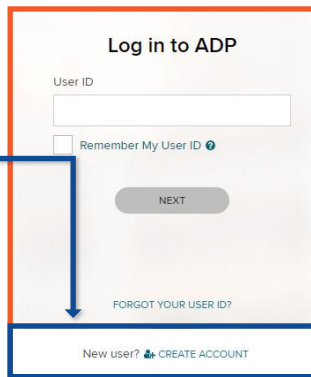 Log in to ADP
User ID
Remember My User ID
NEXT
FORGOT YOUR USER ID?
New user? CREATE ACCOUNT